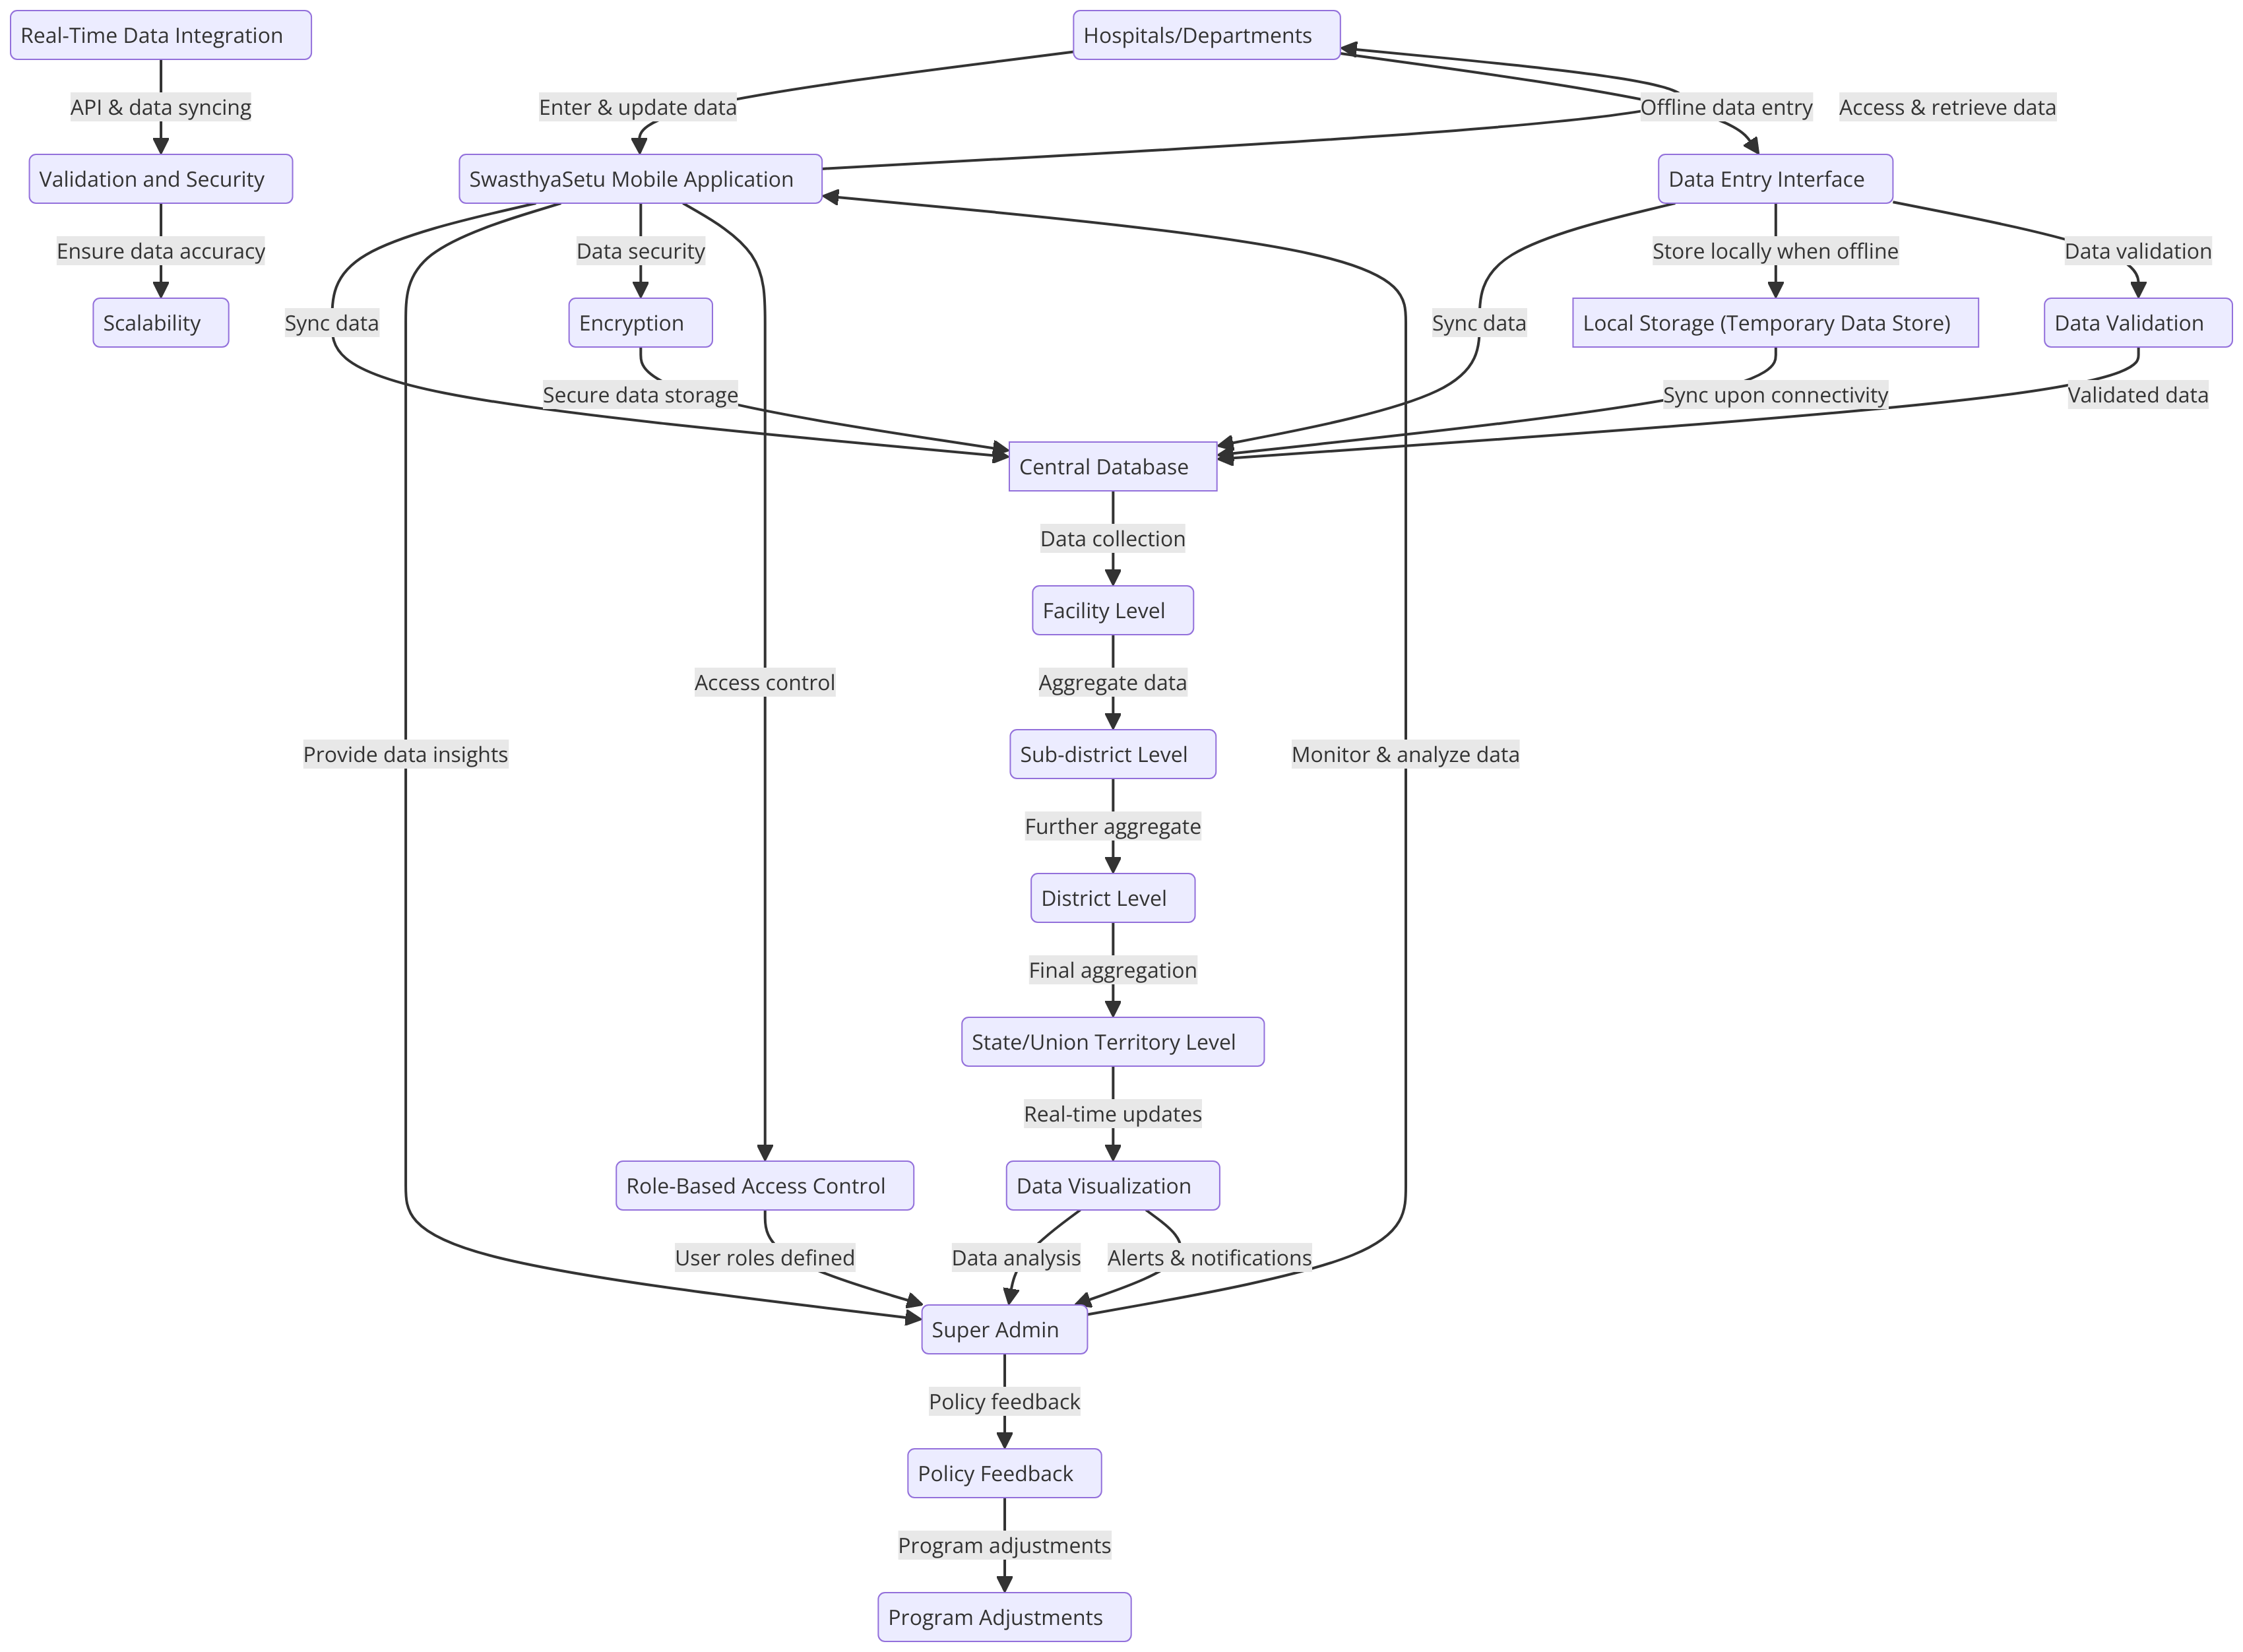 Real-Time Data Integration
Hospitals/Departments
API & data syncing
Enter & update data
Offline data entry
Access & retrieve data
Validation and Security
SwasthyaSetu Mobile Application
Data Entry Interface
Ensure data accuracy
Data security
Store locally when offline
Data validation
Scalability
Sync data
Encryption
Sync data
Local Storage (Temporary Data Store)
Data Validation
Secure data storage
Sync upon connectivity
Validated data
Central Database
Data collection
Facility Level
Access control
Aggregate data
Provide data insights
Sub-district Level
Monitor & analyze data
Further aggregate
District Level
Final aggregation
State/Union Territory Level
Real-time updates
Role-Based Access Control
Data Visualization
User roles defined
Data analysis
Alerts & notifications
Super Admin
Policy feedback
Policy Feedback
Program adjustments
Program Adjustments